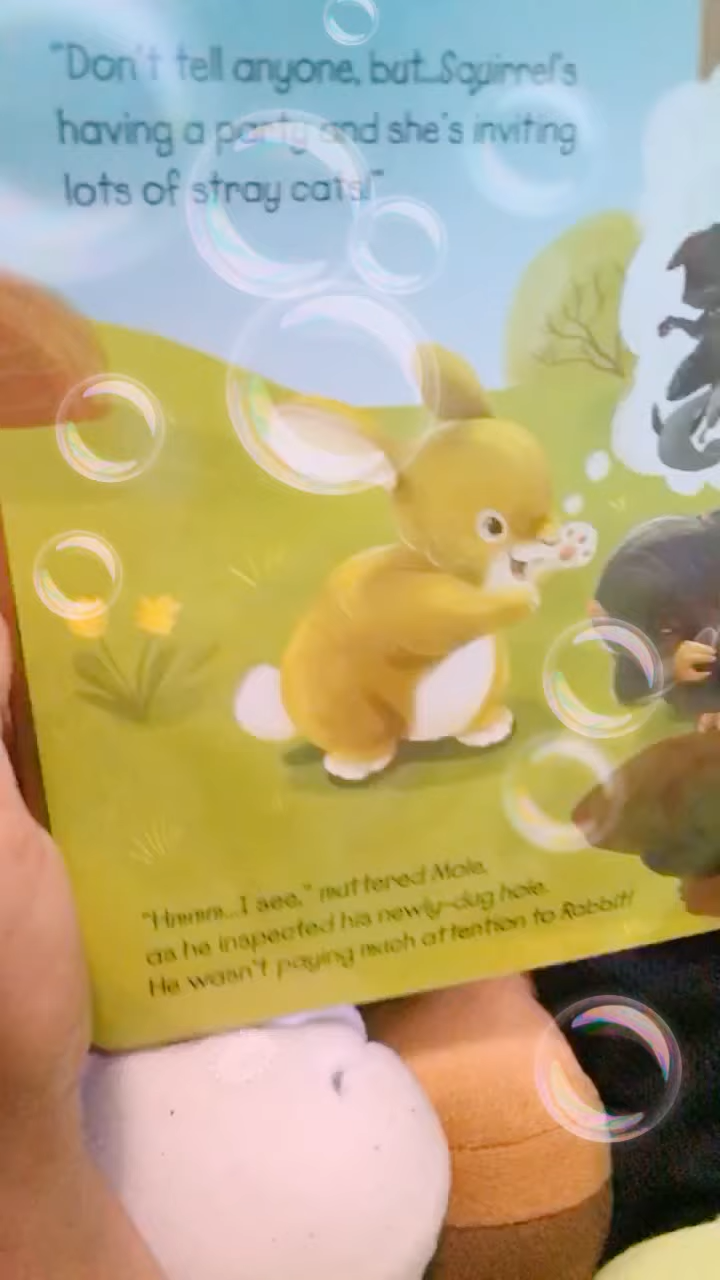 "Don't tell anyone, but...Squirrel's
having a party and she's inviting
lots of stray cats!"
"Hmmm...I see," muttered Mole,
as he inspected his newly-dug hole.
He wasn't paying much attention to Rabbit!